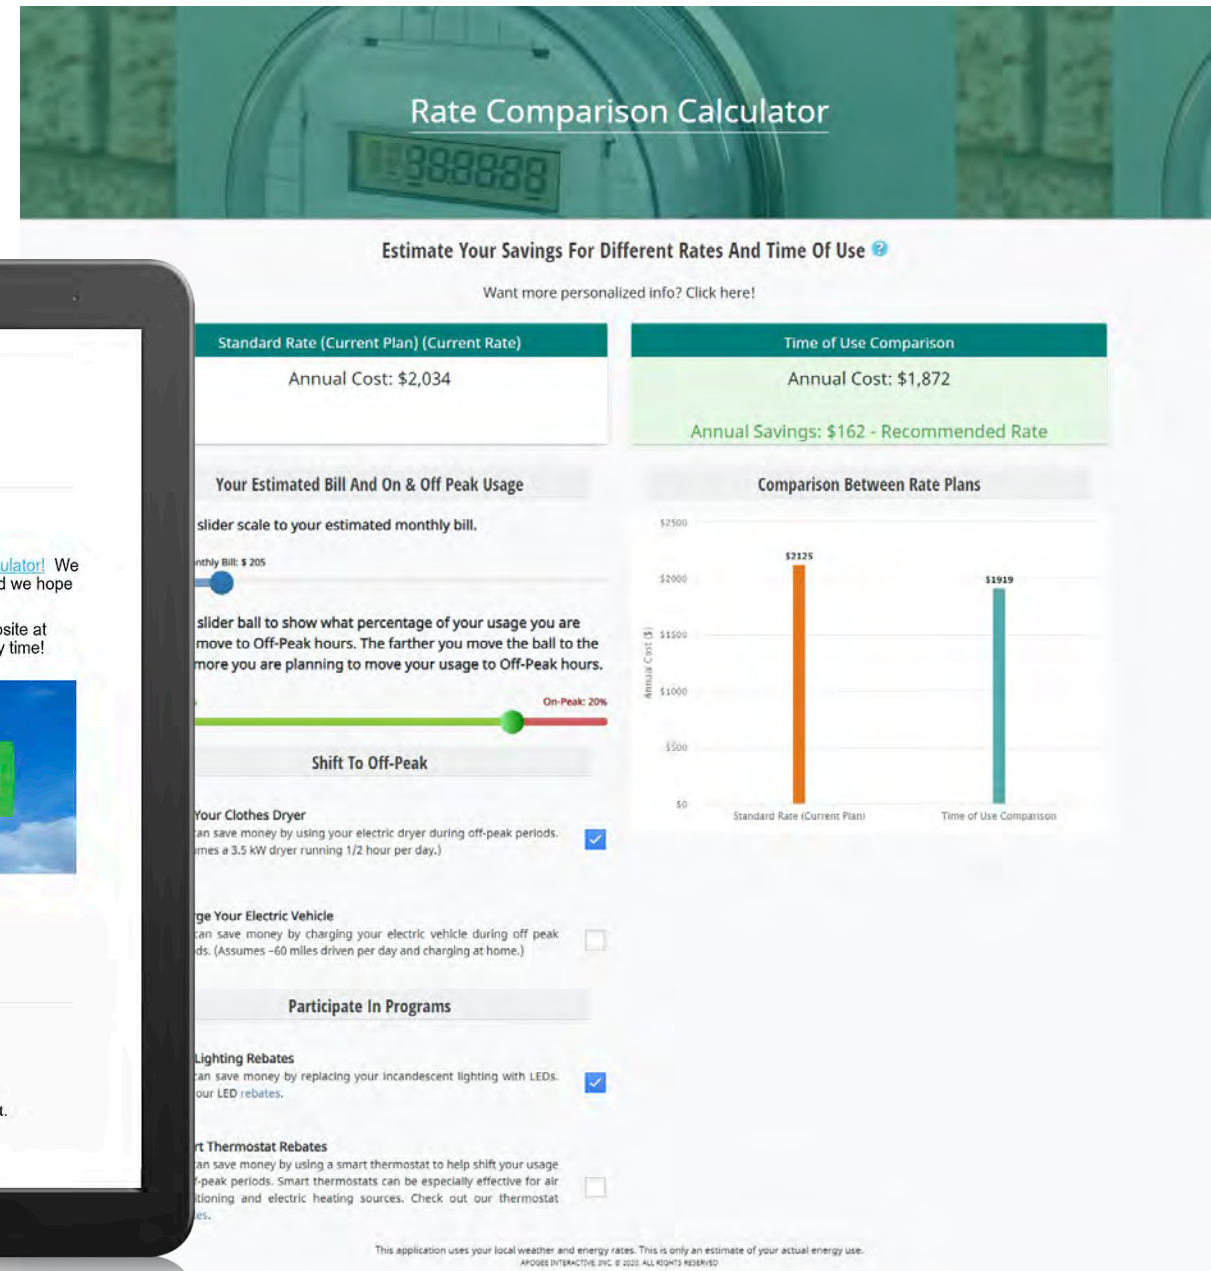 Rate Comparison Calculator
888888
Estimate Your Savings For Different Rates And Time Of Use ?
Want more personalized info? Click here!
Standard Rate (Current Plan) (Current Rate)
Annual Cost: $2,034
Time of Use Comparison
Annual Cost: $1,872
Annual Savings: $162 - Recommended Rate
ulator! We
d we hope
site at
y time!
t.
Your Estimated Bill And On & Off Peak Usage
slider scale to your estimated monthly bill.
nthly Bill: $ 205
slider ball to show what percentage of your usage you are
move to Off-Peak hours. The farther you move the ball to the
more you are planning to move your usage to Off-Peak hours.
On-Peak: 20%
Shift To Off-Peak
Your Clothes Dryer
can save money by using your electric dryer during off-peak periods.
mes a 3.5 kW dryer running 1/2 hour per day.)
rge Your Electric Vehicle
can save money by charging your electric vehicle during off peak
ds. (Assumes ~60 miles driven per day and charging at home.)
Participate In Programs
Lighting Rebates
can save money by replacing your incandescent lighting with LEDs.
our LED rebates.
rt Thermostat Rebates
can save money by using a smart thermostat to help shift your usage
f-peak periods. Smart thermostats can be especially effective for air
itioning and electric heating sources. Check out our thermostat
es.
Comparison Between Rate Plans
$2500
$2000
$1500
$1000
$500
$0
Annual Cost ($)
$2125
$1919
Standard Rate (Current Plan)
Time of Use Comparison
This application uses your local weather and energy rates. This is only an estimate of your actual energy use.
APOGEE INTERACTIVE, INC. © 2020, ALL RIGHTS RESERVED